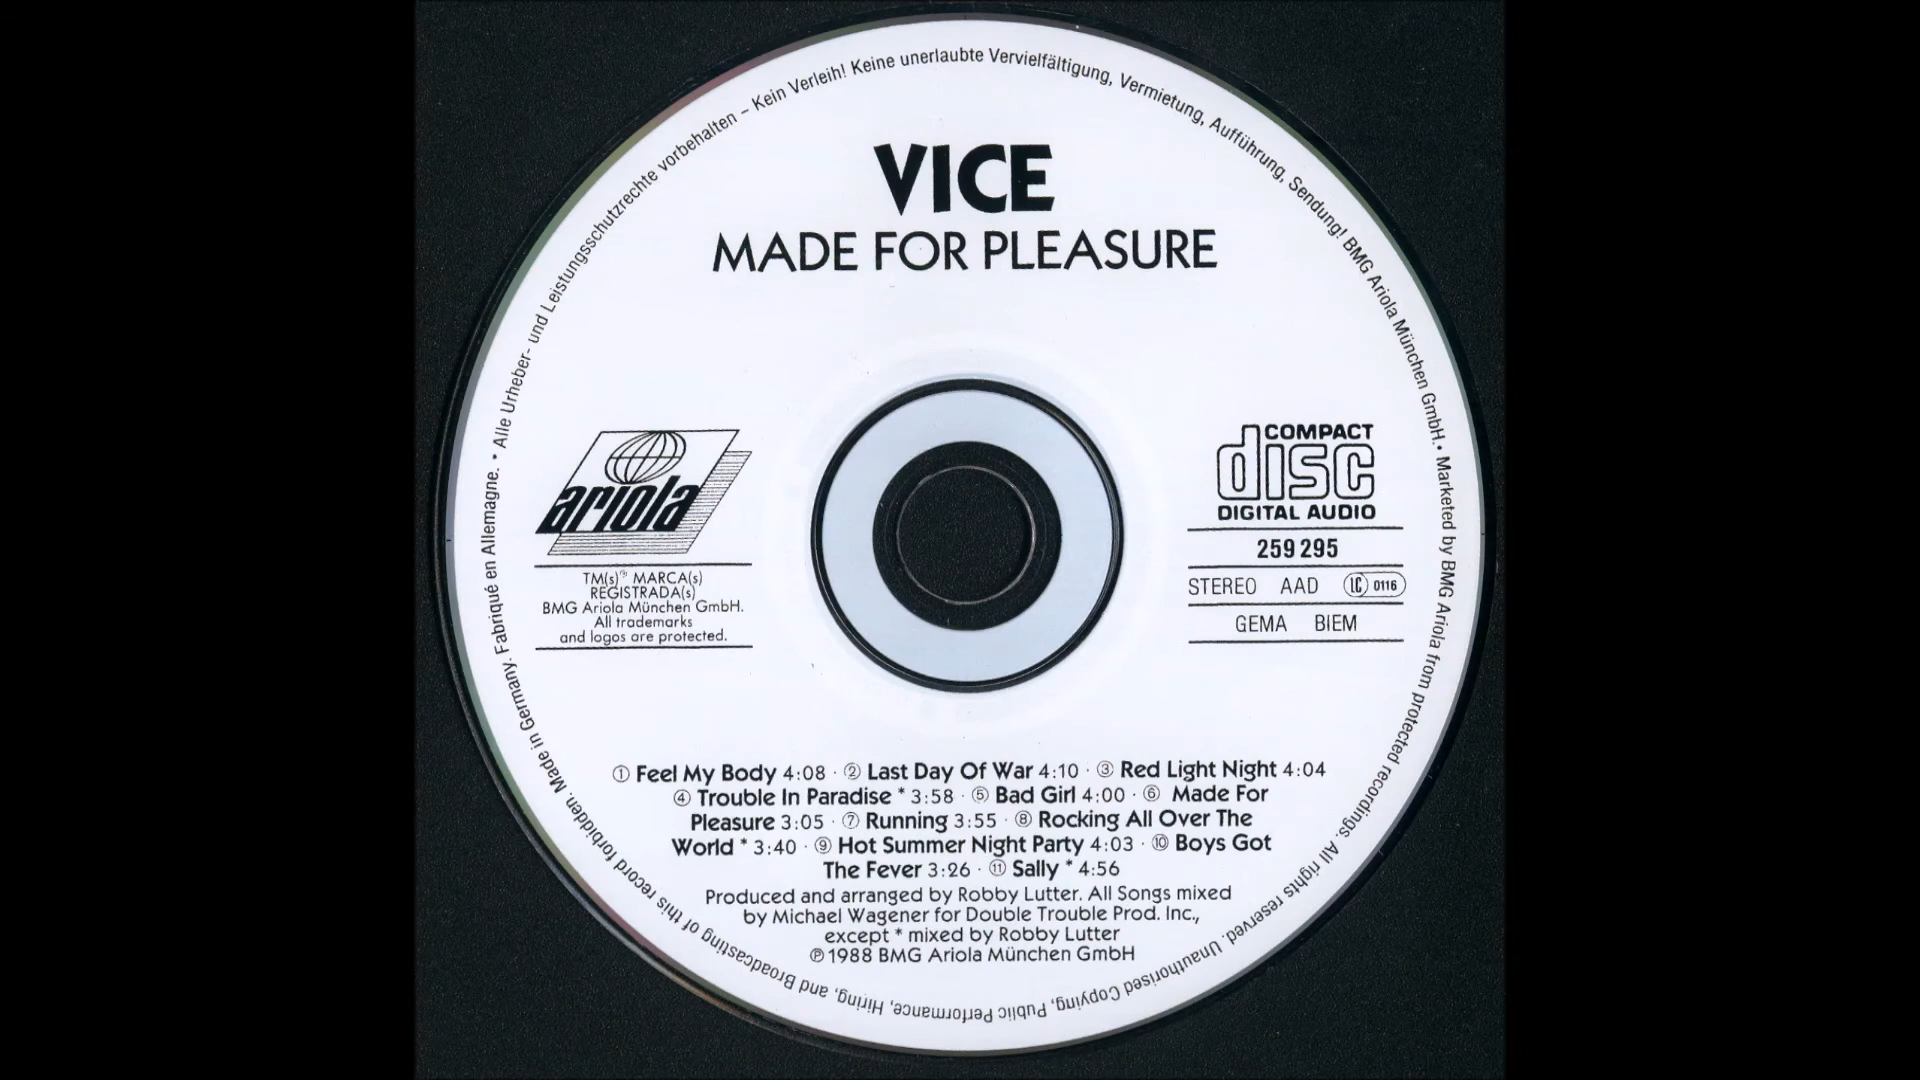 Alle Urheber- und Leistungsschutzrechte vorbehalten – Kein Verleih! Keine unerlaubte Vervielfältigung, Vermietung, Aufführung, Sendung! BMG Ariola München GmbH. • Marketed by BMG Ariola from protected recordings. All rights reserved. Unauthorised Copying, Public Performance, Hiring, and Broadcasting of this record forbidden. Made in Germany. Fabriqué en Allemagne. •
VICE
MADE FOR PLEASURE
ariola
TM(s)® MARCA(s)
REGISTRADA(s)
BMG Ariola München GmbH.
All trademarks
and logos are protected.
COMPACT
disc
DIGITAL AUDIO
259 295
STEREO AAD LC 0116
GEMA BIEM
① Feel My Body 4:08 · ② Last Day Of War 4:10 · ③ Red Light Night 4:04
④ Trouble In Paradise * 3:58 · ⑤ Bad Girl 4:00 · ⑥ Made For
Pleasure 3:05 · ⑦ Running 3:55 · ⑧ Rocking All Over The
World * 3:40 · ⑨ Hot Summer Night Party 4:03 · ⑩ Boys Got
The Fever 3:26 · ⑪ Sally * 4:56
Produced and arranged by Robby Lutter. All Songs mixed
by Michael Wagener for Double Trouble Prod. Inc.,
except * mixed by Robby Lutter
℗ 1988 BMG Ariola München GmbH